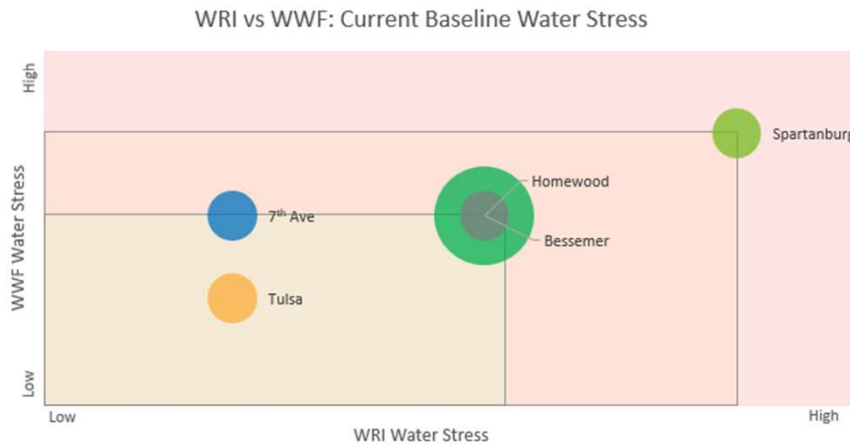 WRI vs WWF: Current Baseline Water Stress
High
Spartanburg
Homewood
7th Ave
Bessemer
WWF Water Stress
Tulsa
Low
Low
High
WRI Water Stress